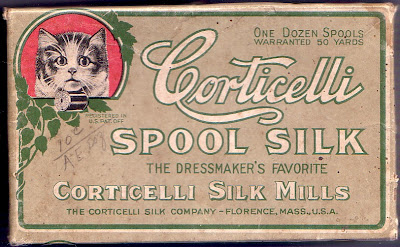 ONE DOZEN SPOOLS
WARRANTED 50 YARDS
Corticelli
REGISTERED IN
U.S. PAT. OFF.
10¢
SPOOL SILK
THE DRESSMAKER'S FAVORITE
CORTICELLI SILK MILLS
THE CORTICELLI SILK COMPANY - FLORENCE, MASS., U.S.A.